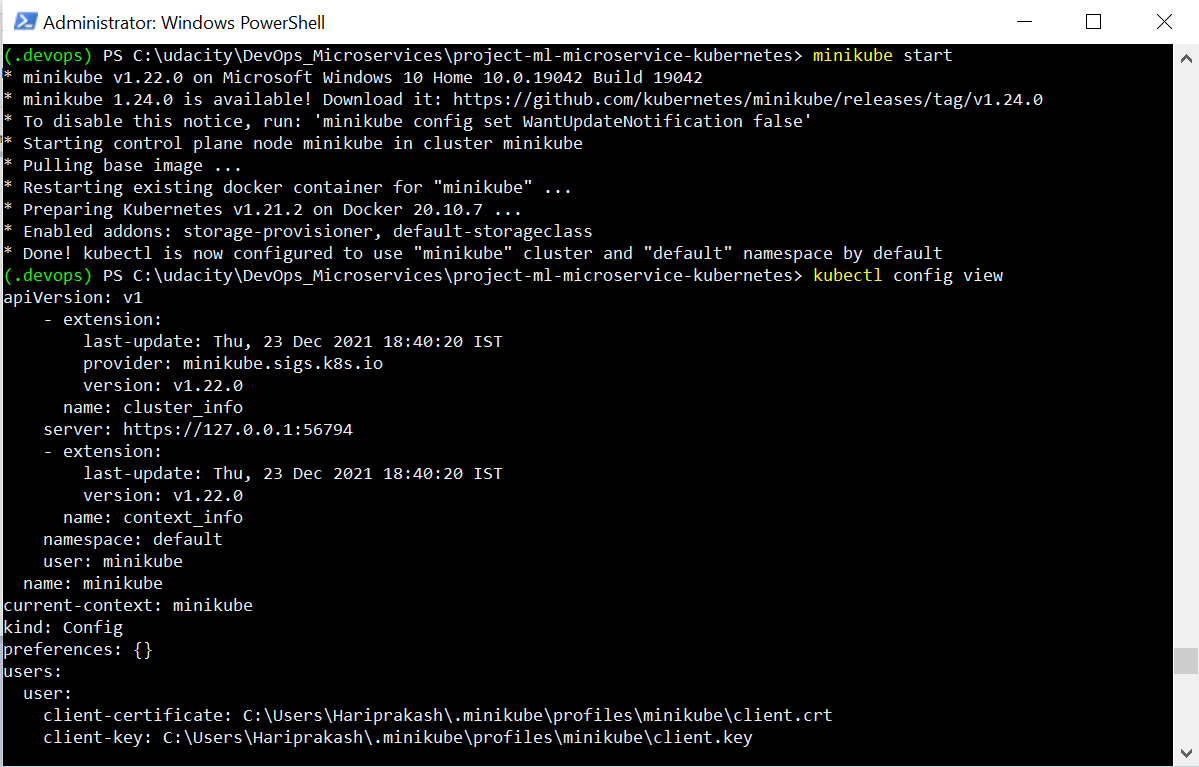 Administrator: Windows PowerShell
(.devops) PS C:\udacity\DevOps_Microservices\project-ml-microservice-kubernetes> minikube start
* minikube v1.22.0 on Microsoft Windows 10 Home 10.0.19042 Build 19042
* minikube 1.24.0 is available! Download it: https://github.com/kubernetes/minikube/releases/tag/v1.24.0
* To disable this notice, run: 'minikube config set WantUpdateNotification false'
* Starting control plane node minikube in cluster minikube
* Pulling base image ...
* Restarting existing docker container for "minikube" ...
* Preparing Kubernetes v1.21.2 on Docker 20.10.7 ...
* Enabled addons: storage-provisioner, default-storageclass
* Done! kubectl is now configured to use "minikube" cluster and "default" namespace by default
(.devops) PS C:\udacity\DevOps_Microservices\project-ml-microservice-kubernetes> kubectl config view
apiVersion: v1
    - extension:
        last-update: Thu, 23 Dec 2021 18:40:20 IST
        provider: minikube.sigs.k8s.io
        version: v1.22.0
      name: cluster_info
    server: https://127.0.0.1:56794
    - extension:
        last-update: Thu, 23 Dec 2021 18:40:20 IST
        version: v1.22.0
      name: context_info
    namespace: default
    user: minikube
  name: minikube
current-context: minikube
kind: Config
preferences: {}
users:
  user:
    client-certificate: C:\Users\Hariprakash\.minikube\profiles\minikube\client.crt
    client-key: C:\Users\Hariprakash\.minikube\profiles\minikube\client.key